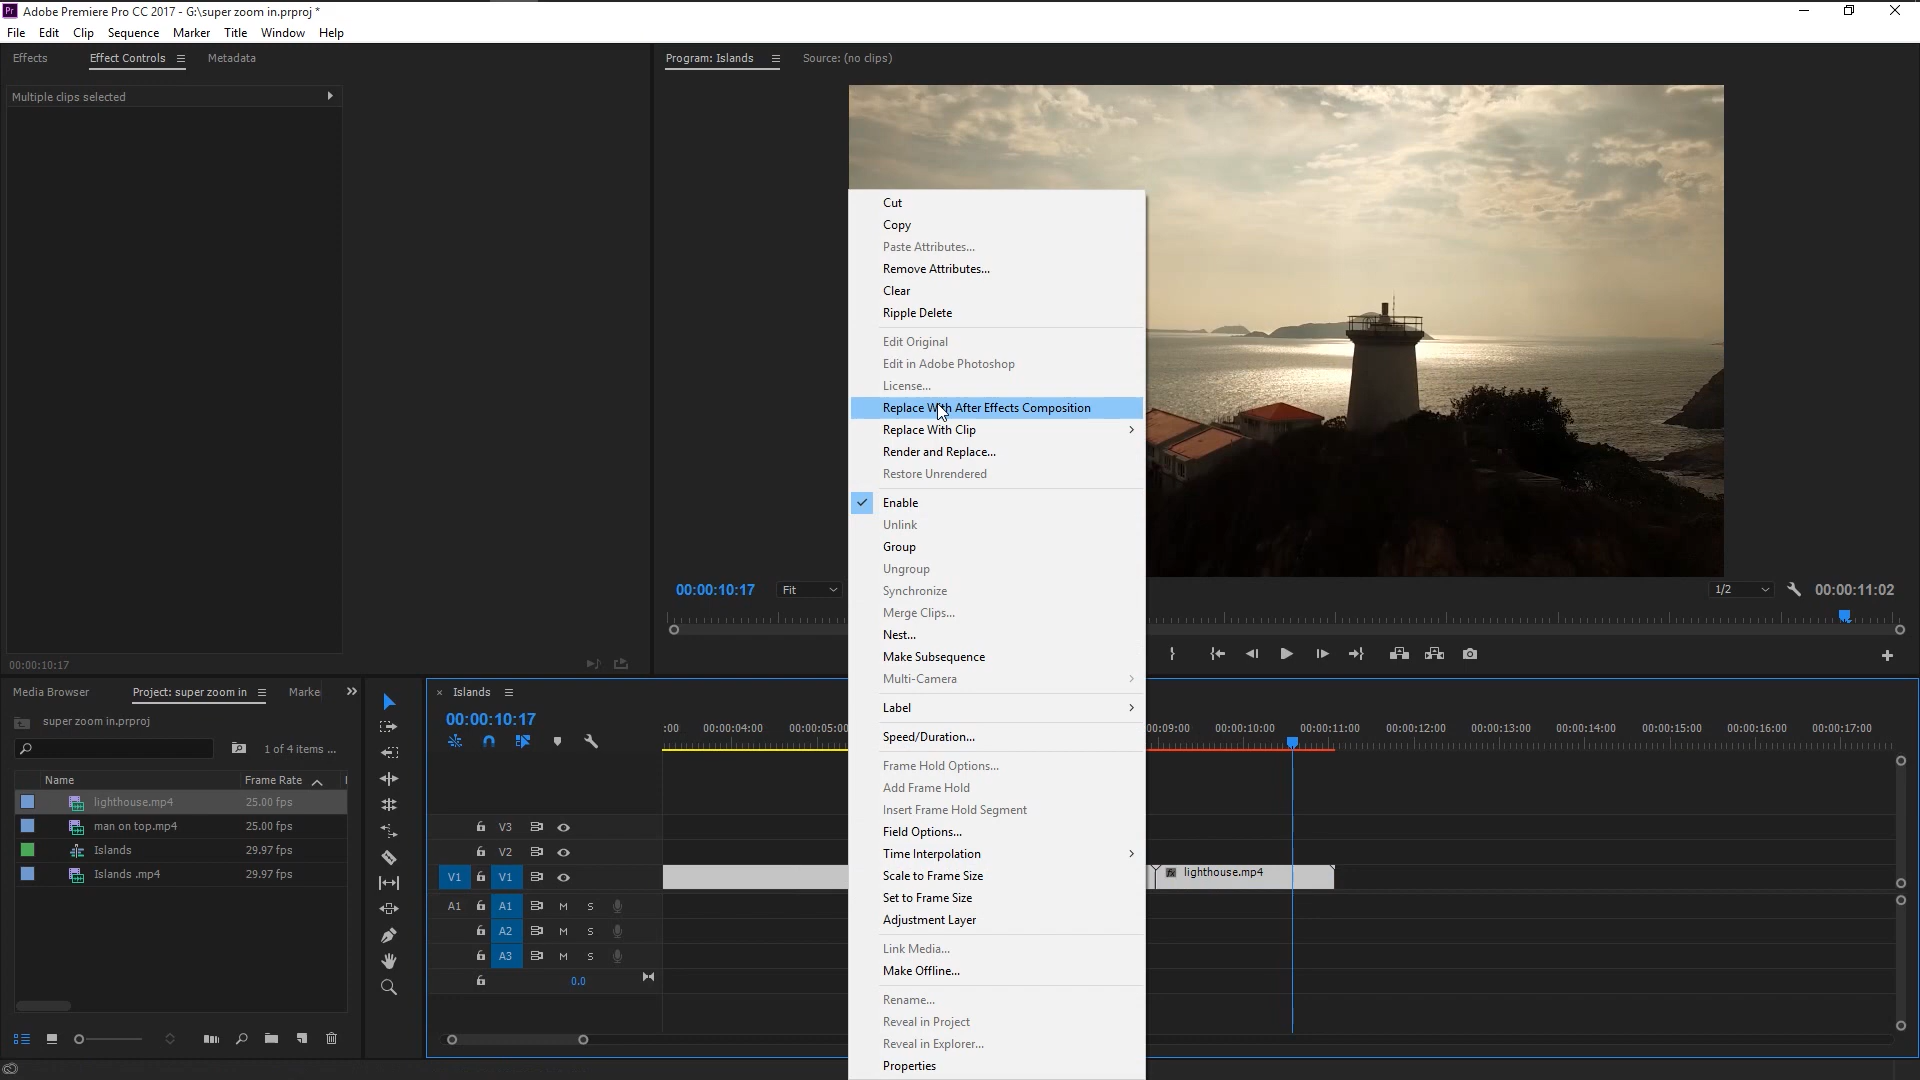 Adobe Premiere Pro CC 2017 - G:\super zoom in.prproj *
File Edit Clip Sequence Marker Title Window Help
Effects Effect Controls Metadata
Program: Islands Source: (no clips)
Multiple clips selected
Cut
Copy
Paste Attributes...
Remove Attributes...
Clear
Ripple Delete
Edit Original
Edit in Adobe Photoshop
License...
Replace With After Effects Composition
Replace With Clip
Render and Replace...
Restore Unrendered
Enable
Unlink
Group
Ungroup
Synchronize
Merge Clips...
Nest...
Make Subsequence
Multi-Camera
Label
Speed/Duration...
Frame Hold Options...
Add Frame Hold
Insert Frame Hold Segment
Field Options...
Time Interpolation
Scale to Frame Size
Set to Frame Size
Adjustment Layer
Link Media...
Make Offline...
Rename...
Reveal in Project
Reveal in Explorer...
Properties
00:00:10:17 Fit
1/2 00:00:11:02
00:00:10:17
Media Browser Project: super zoom in Marke
super zoom in.prproj
1 of 4 items ...
Name Frame Rate
lighthouse.mp4 25.00 fps
man on top.mp4 25.00 fps
Islands 29.97 fps
Islands .mp4 29.97 fps
Islands
00:00:10:17
:00 00:00:04:00 00:00:05:00 00:09:00 00:00:10:00 00:00:11:00 00:00:12:00 00:00:13:00 00:00:14:00 00:00:15:00 00:00:16:00 00:00:17:00
V3
V2
V1 V1
lighthouse.mp4
A1 A1 M S
A2 M S
A3 M S
0.0